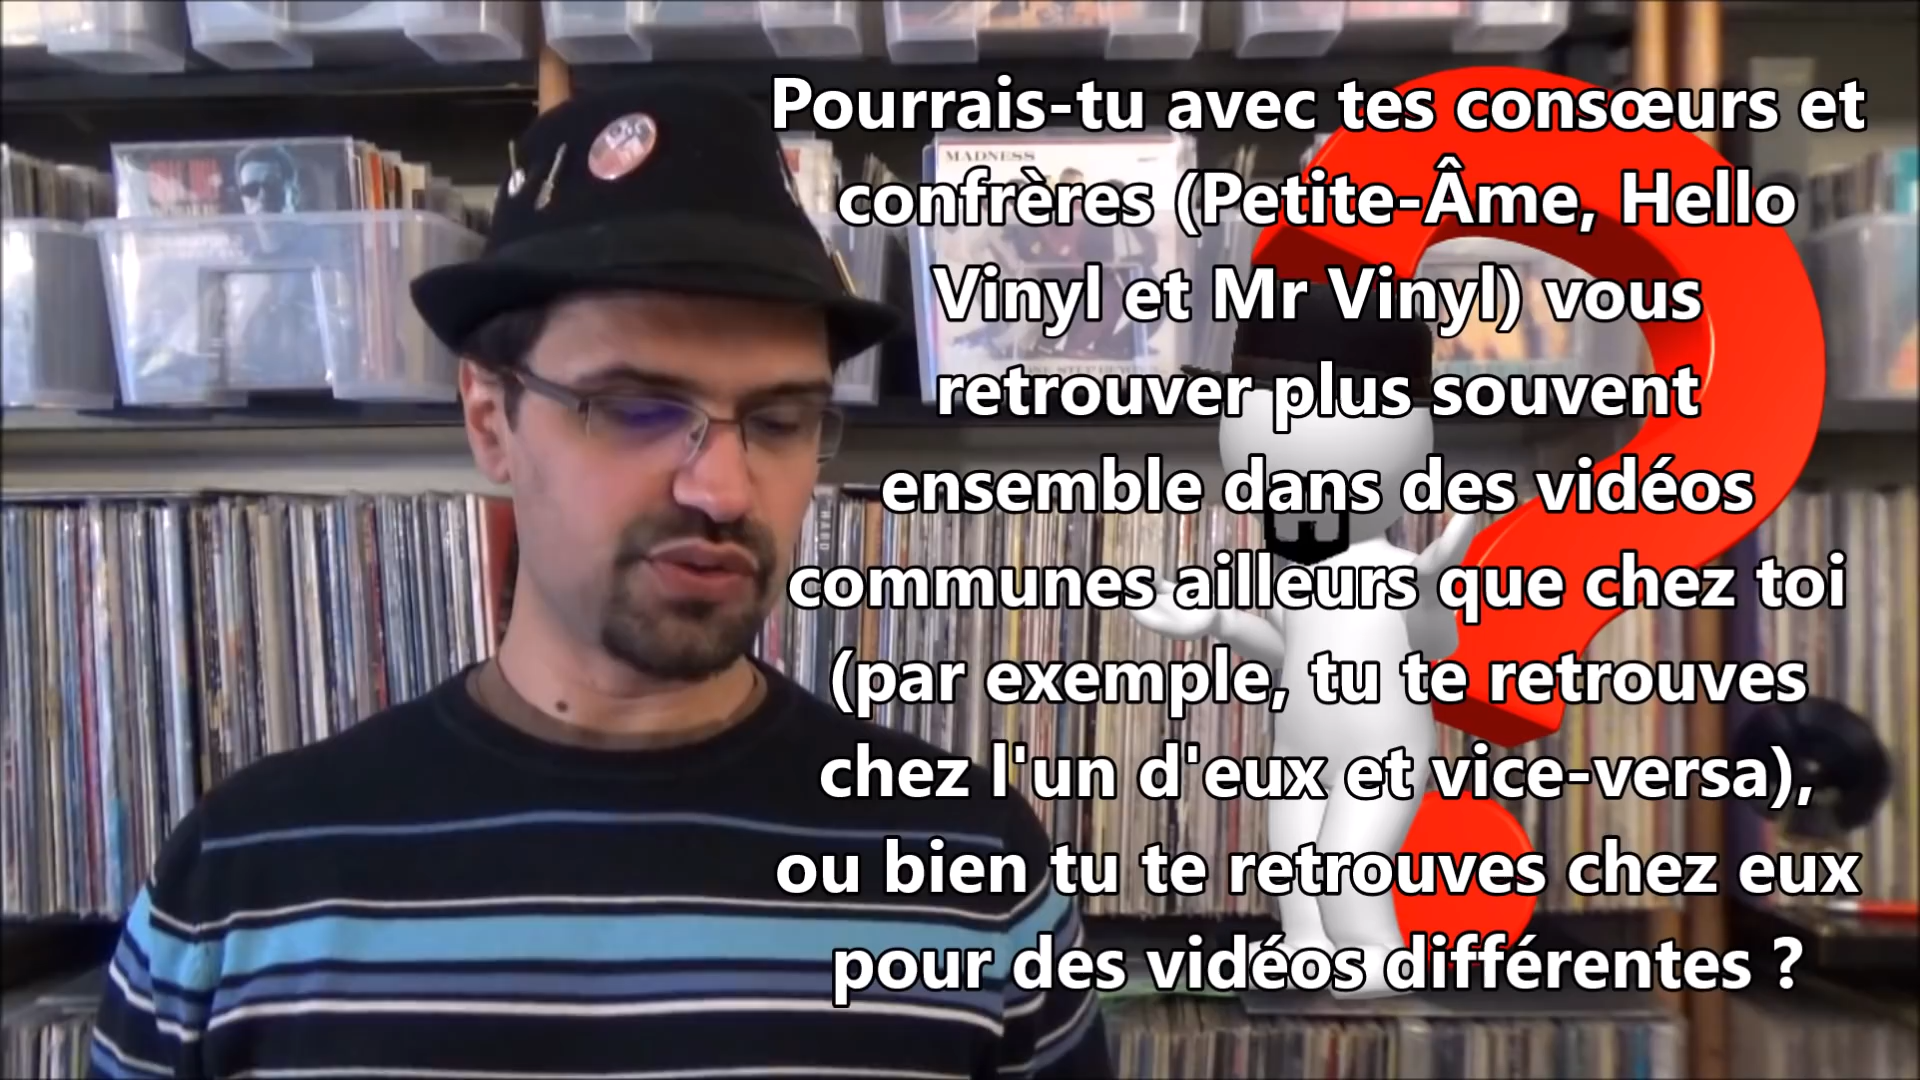 Pourrais-tu avec tes consœurs et
confrères (Petite-Âme, Hello
Vinyl et Mr Vinyl) vous
retrouver plus souvent
ensemble dans des vidéos
communes ailleurs que chez toi
(par exemple, tu te retrouves
chez l'un d'eux et vice-versa),
ou bien tu te retrouves chez eux
pour des vidéos différentes ?
MADNESS